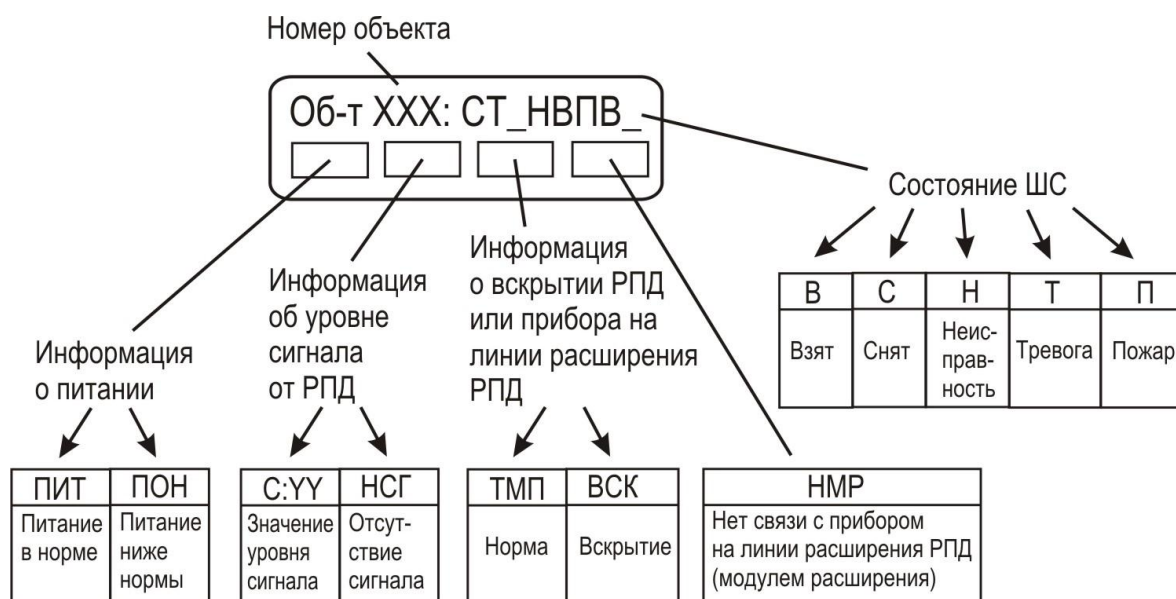 Номер объекта
Об-т XXX: СТ_НВПВ_
Состояние ШС
В С Н Т П
Взят
Снят
Неис-
прав-
ность
Тревога
Пожар
Информация
о питании
Информация
об уровне
сигнала
от РПД
Информация
о вскрытии РПД
или прибора на
линии расширения
РПД
ПИТ ПОН
Питание
в норме
Питание
ниже
нормы
С:YY НСГ
Значение
уровня
сигнала
Отсут-
ствие
сигнала
ТМП ВСК
Норма
Вскрытие
НМР
Нет связи с прибором
на линии расширения РПД
(модулем расширения)